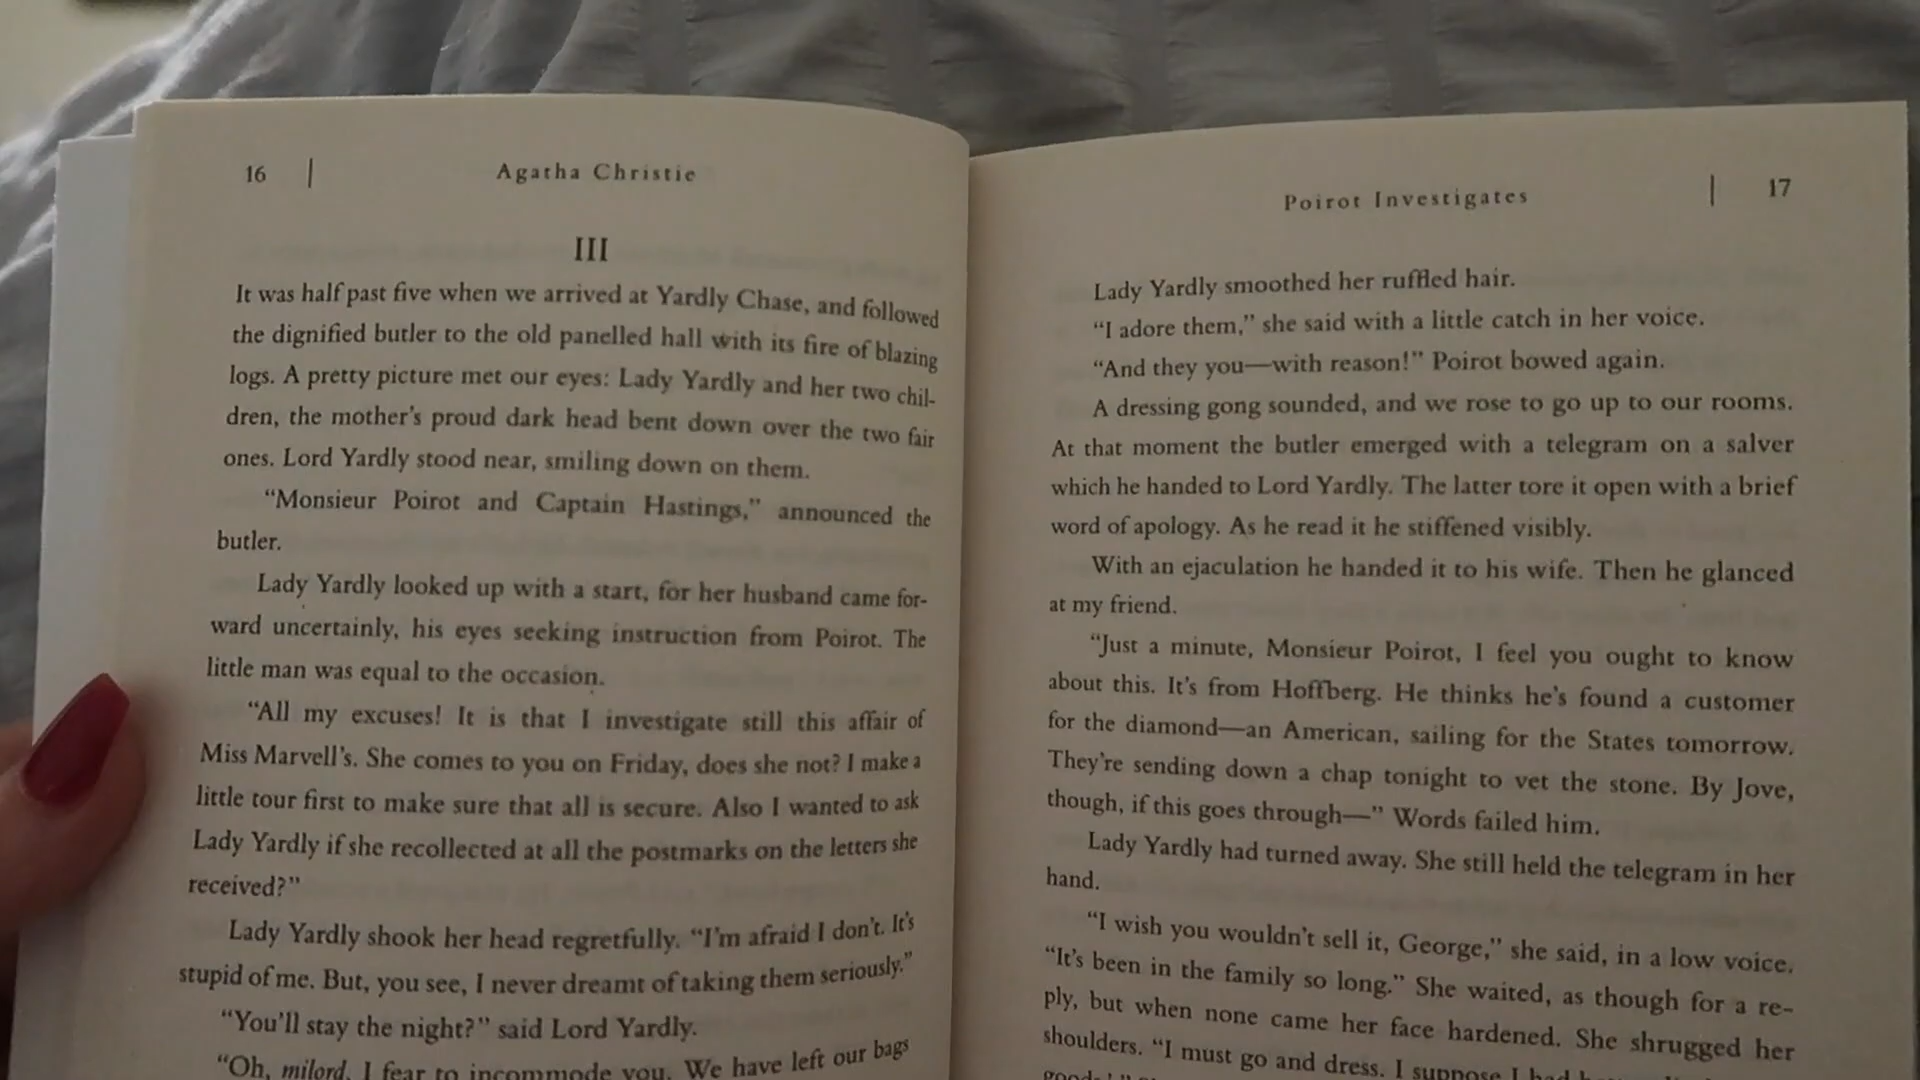 16 | Agatha Christie
III
It was half past five when we arrived at Yardly Chase, and followed
the dignified butler to the old panelled hall with its fire of blazing
logs. A pretty picture met our eyes: Lady Yardly and her two chil-
dren, the mother's proud dark head bent down over the two fair
ones. Lord Yardly stood near, smiling down on them.
“Monsieur Poirot and Captain Hastings,” announced the
butler.
Lady Yardly looked up with a start, for her husband came for-
ward uncertainly, his eyes seeking instruction from Poirot. The
little man was equal to the occasion.
“All my excuses! It is that I investigate still this affair of
Miss Marvell's. She comes to you on Friday, does she not? I make a
little tour first to make sure that all is secure. Also I wanted to ask
Lady Yardly if she recollected at all the postmarks on the letters she
received?”
Lady Yardly shook her head regretfully. “I'm afraid I don't. It's
stupid of me. But, you see, I never dreamt of taking them seriously.”
“You'll stay the night?” said Lord Yardly.
“Oh, milord, I fear to incommode you. We have left our bags
Poirot Investigates | 17
Lady Yardly smoothed her ruffled hair.
“I adore them,” she said with a little catch in her voice.
“And they you—with reason!” Poirot bowed again.
A dressing gong sounded, and we rose to go up to our rooms.
At that moment the butler emerged with a telegram on a salver
which he handed to Lord Yardly. The latter tore it open with a brief
word of apology. As he read it he stiffened visibly.
With an ejaculation he handed it to his wife. Then he glanced
at my friend.
“Just a minute, Monsieur Poirot, I feel you ought to know
about this. It's from Hoffberg. He thinks he's found a customer
for the diamond—an American, sailing for the States tomorrow.
They're sending down a chap tonight to vet the stone. By Jove,
though, if this goes through—” Words failed him.
Lady Yardly had turned away. She still held the telegram in her
hand.
“I wish you wouldn't sell it, George,” she said, in a low voice.
“It's been in the family so long.” She waited, as though for a re-
ply, but when none came her face hardened. She shrugged her
shoulders. “I must go and dress. I suppose I had